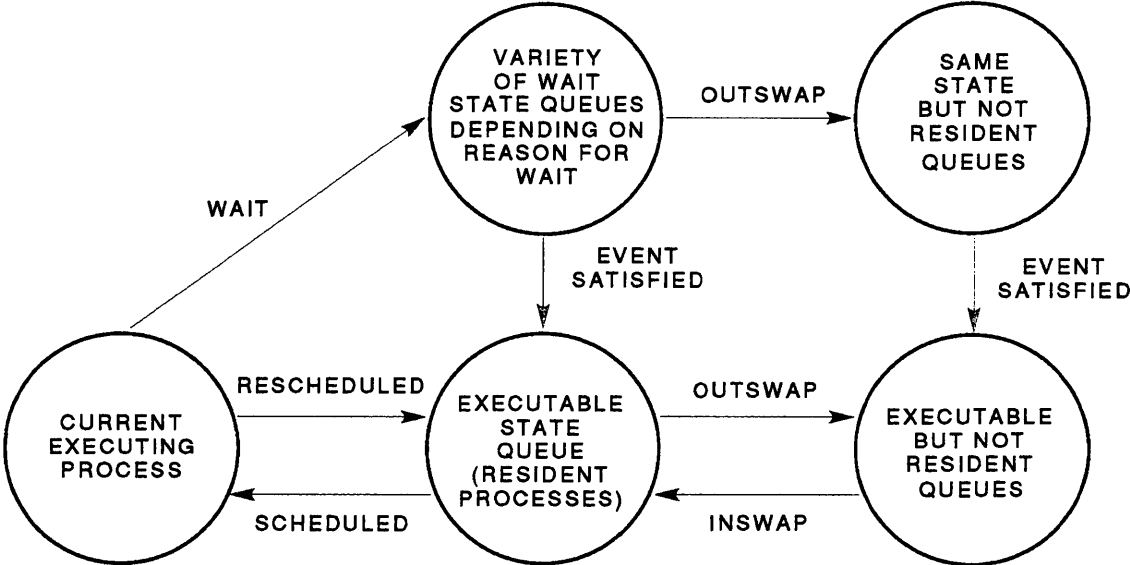 VARIETY
OF WAIT
STATE QUEUES
DEPENDING ON
REASON FOR
WAIT
OUTSWAP
SAME
STATE
BUT NOT
RESIDENT
QUEUES
WAIT
EVENT
SATISFIED
EVENT
SATISFIED
CURRENT
EXECUTING
PROCESS
RESCHEDULED
SCHEDULED
EXECUTABLE
STATE
QUEUE
(RESIDENT
PROCESSES)
OUTSWAP
INSWAP
EXECUTABLE
BUT NOT
RESIDENT
QUEUES